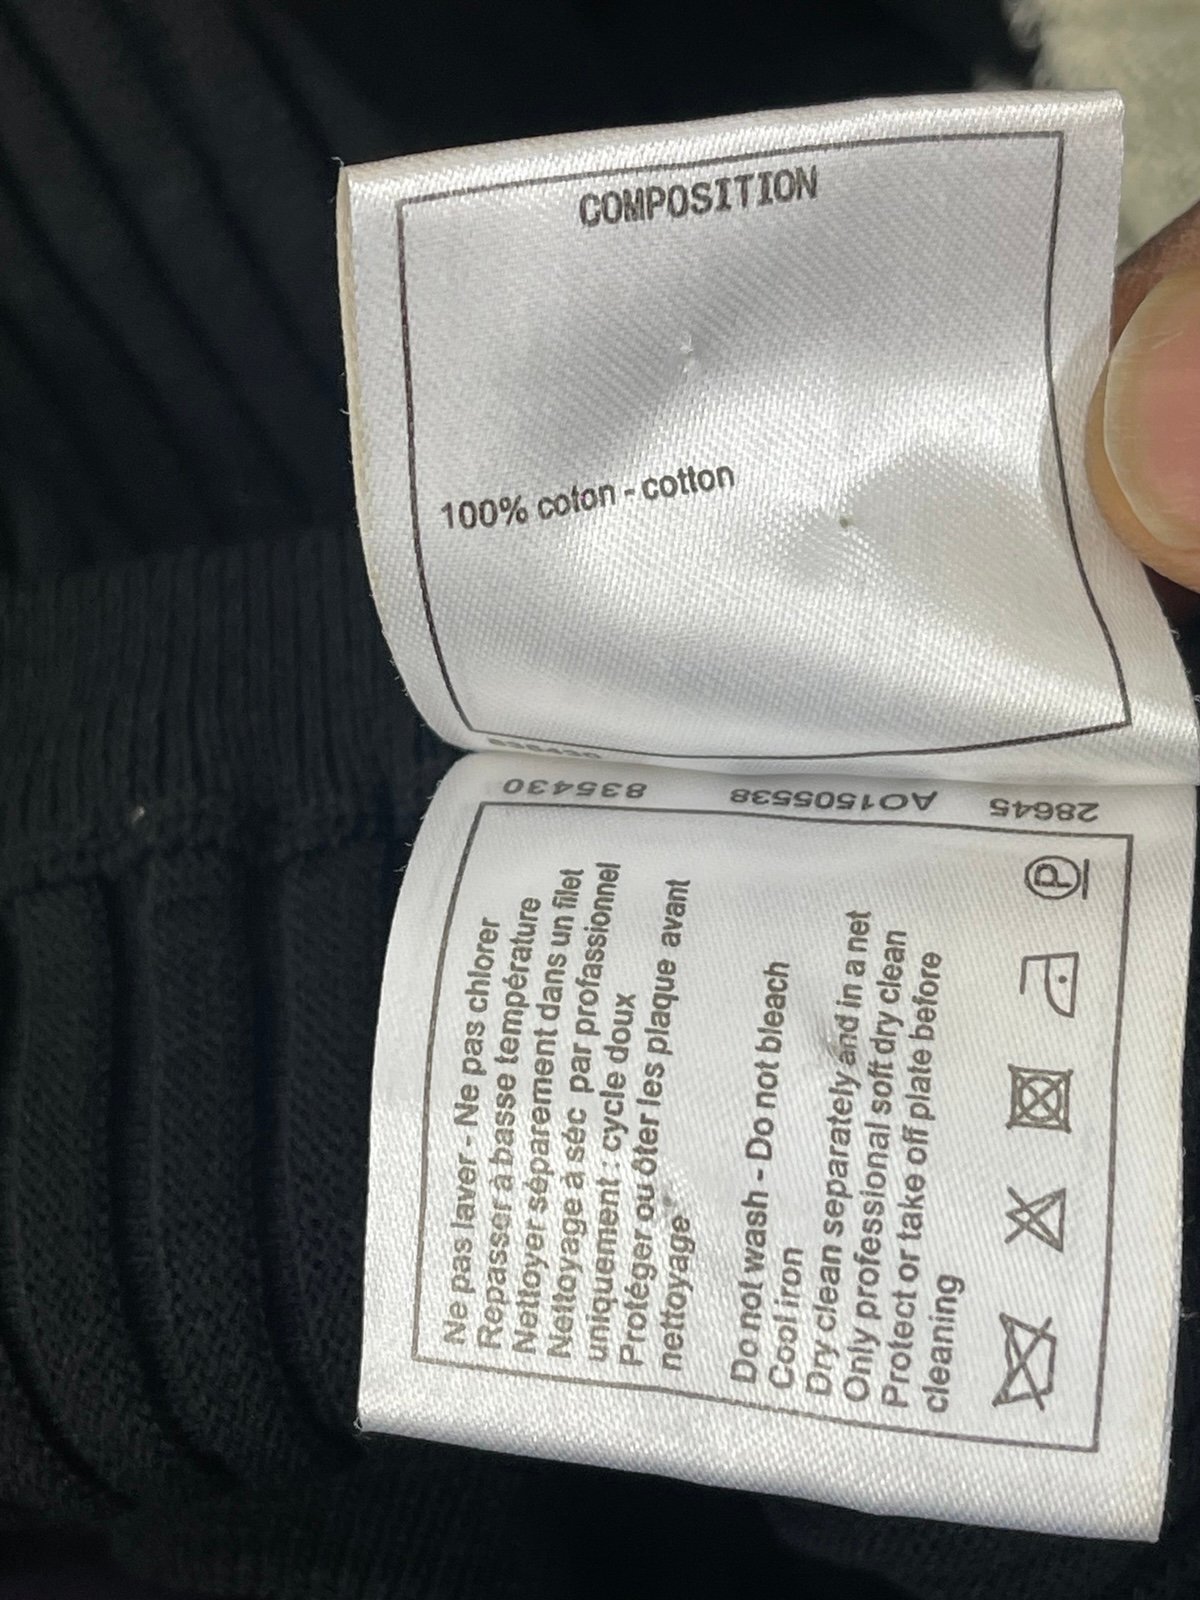 COMPOSITION
100% coton - cotton
835430
AO1505538
28645
Ne pas laver - Ne pas chlorer
Repasser à basse température
Nettoyer séparement dans un filet
Nettoyage à séc par profassionnel
uniquement : cycle doux
Protéger ou ôter les plaque avant
nettoyage
Do not wash - Do not bleach
Cool iron
Dry clean separately and in a net
Only professional soft dry clean
Protect or take off plate before
cleaning
P